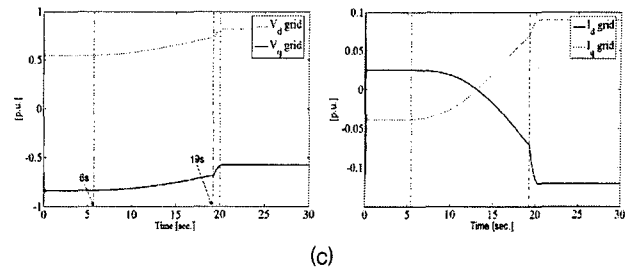 1
0.5
0
-0.5
-1
[p.u.]
V_d grid
V_q grid
6s
19s
0 5 10 15 20 25 30
Time [sec.]
0.1
0.05
0
-0.05
-0.1
[p.u.]
I_d grid
I_q grid
0 5 10 15 20 25 30
Time [sec.]
(c)